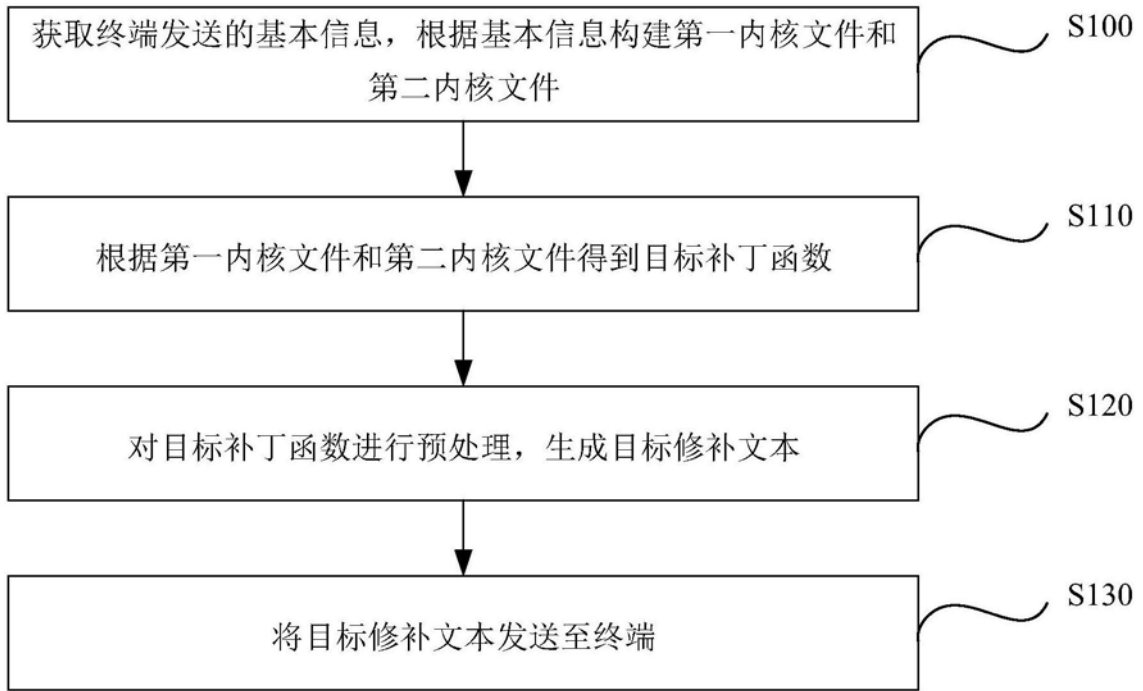 获取终端发送的基本信息，根据基本信息构建第一内核文件和
第二内核文件
S100
根据第一内核文件和第二内核文件得到目标补丁函数
S110
对目标补丁函数进行预处理，生成目标修补文本
S120
将目标修补文本发送至终端
S130